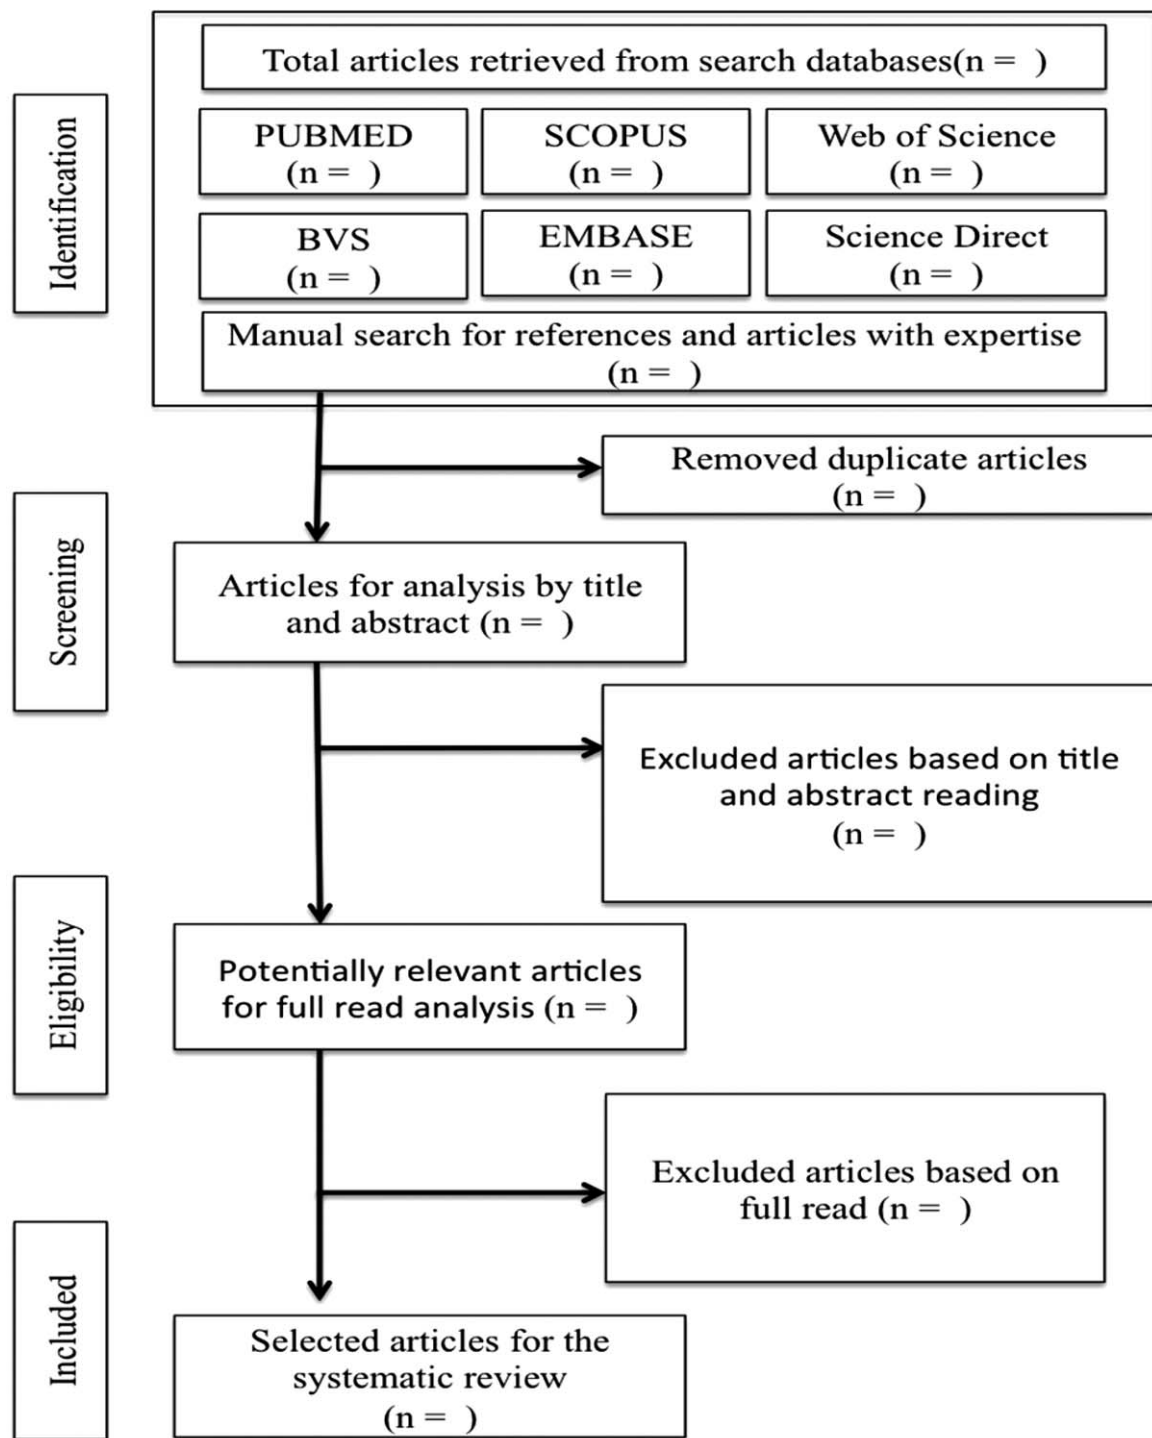 Total articles retrieved from search databases(n =  )
Identification
PUBMED
(n =  )
SCOPUS
(n =  )
Web of Science
(n =  )
BVS
(n =  )
EMBASE
(n =  )
Science Direct
(n =  )
Manual search for references and articles with expertise
(n =  )
Removed duplicate articles
(n =  )
Screening
Articles for analysis by title
and abstract (n =  )
Excluded articles based on title
and abstract reading
(n =  )
Eligibility
Potentially relevant articles
for full read analysis (n =  )
Excluded articles based on
full read (n =  )
Included
Selected articles for the
systematic review
(n =  )